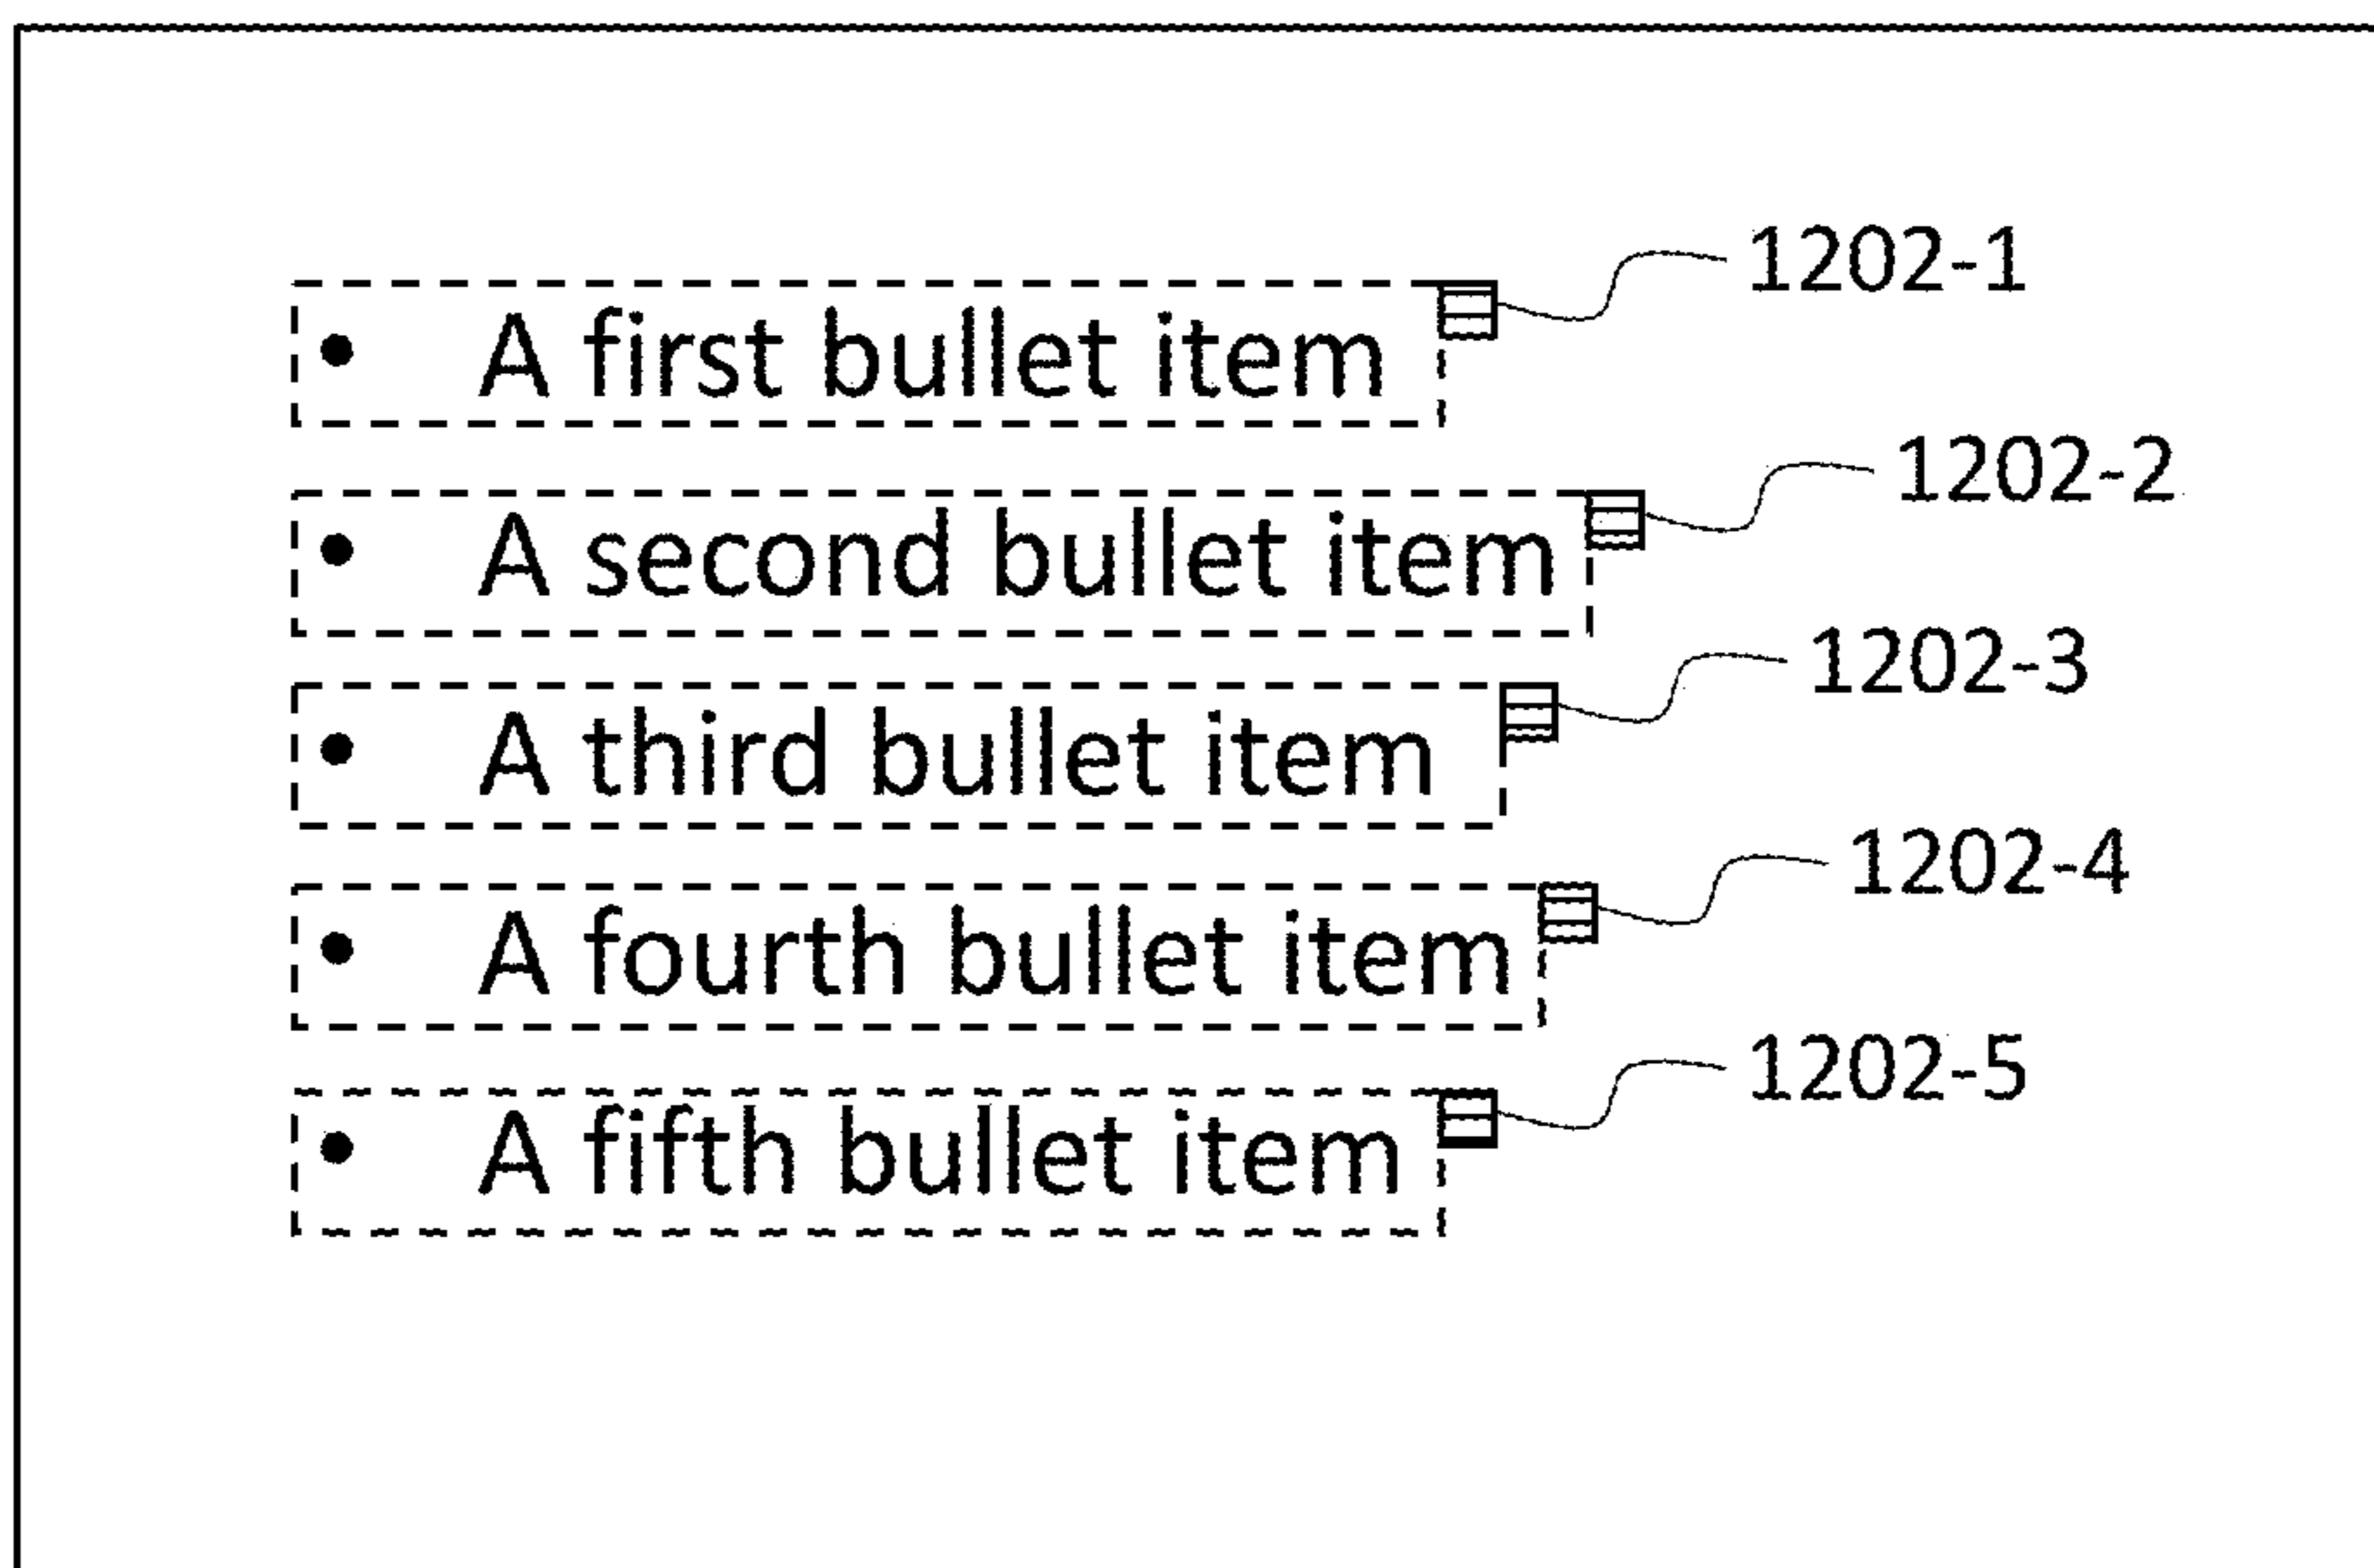 1202-1
• A first bullet item
1202-2
• A second bullet item
1202-3
• A third bullet item
1202-4
• A fourth bullet item
1202-5
• A fifth bullet item